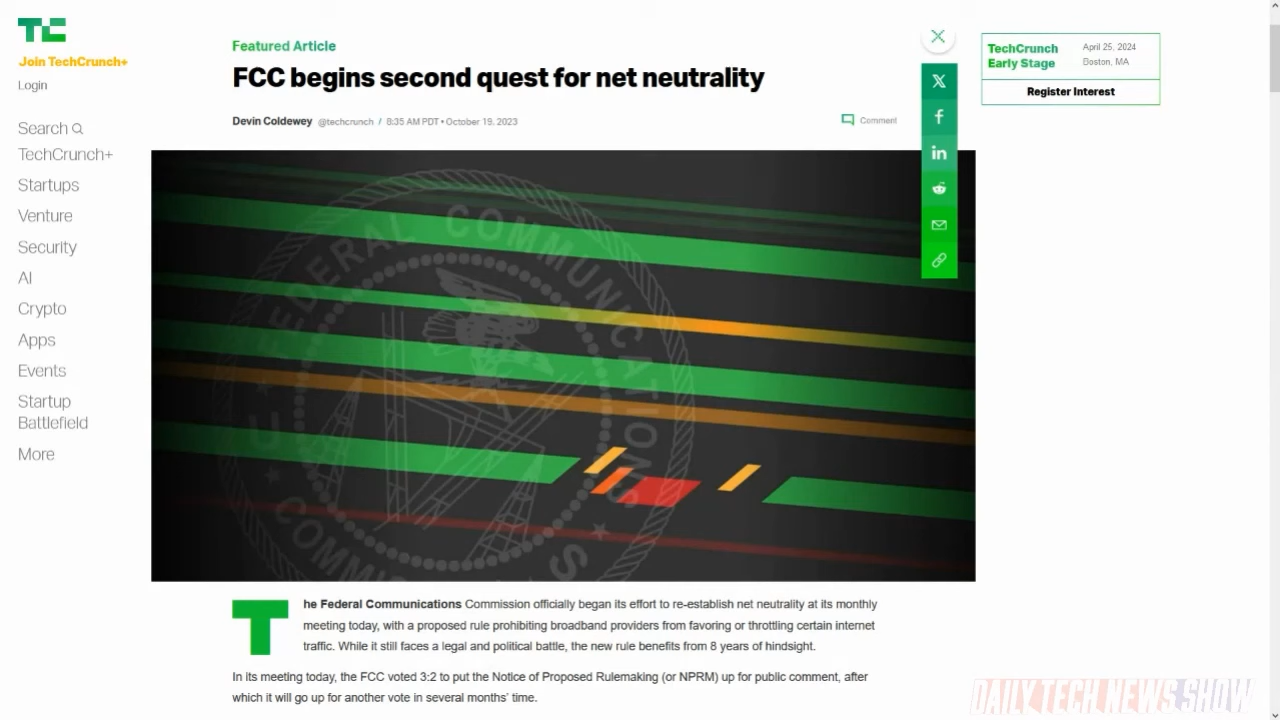 TC
Join TechCrunch+
Login
Search
TechCrunch+
Startups
Venture
Security
AI
Crypto
Apps
Events
Startup
Battlefield
More
Featured Article
FCC begins second quest for net neutrality
Devin Coldewey @techcrunch / 8:35 AM PDT • October 19, 2023
Comment
X
f
in
TechCrunch
Early Stage
April 25, 2024
Boston, MA
Register Interest
FEDERAL COMMUNICATIONS COMMISSION
The Federal Communications Commission officially began its effort to re-establish net neutrality at its monthly
meeting today, with a proposed rule prohibiting broadband providers from favoring or throttling certain internet
traffic. While it still faces a legal and political battle, the new rule benefits from 8 years of hindsight.
In its meeting today, the FCC voted 3:2 to put the Notice of Proposed Rulemaking (or NPRM) up for public comment, after
which it will go up for another vote in several months' time.
DAILY TECH NEWS SHOW